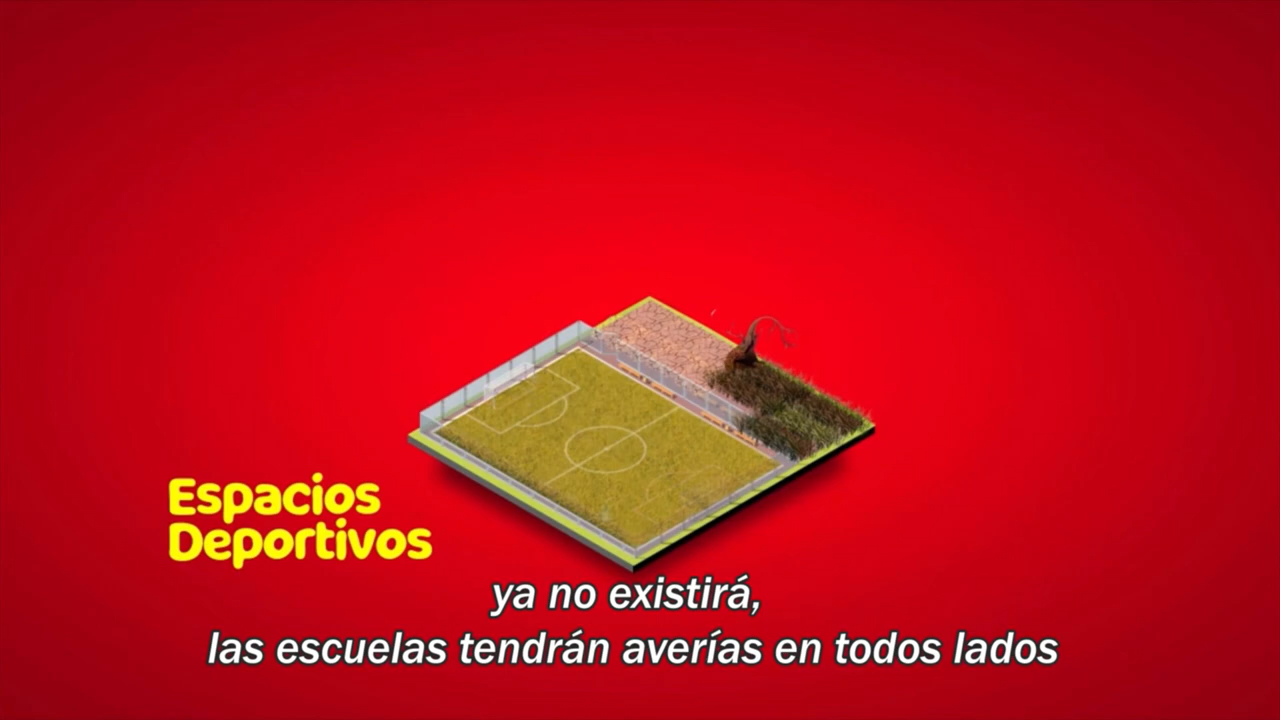 Espacios
Deportivos
ya no existirá,
las escuelas tendrán averías en todos lados